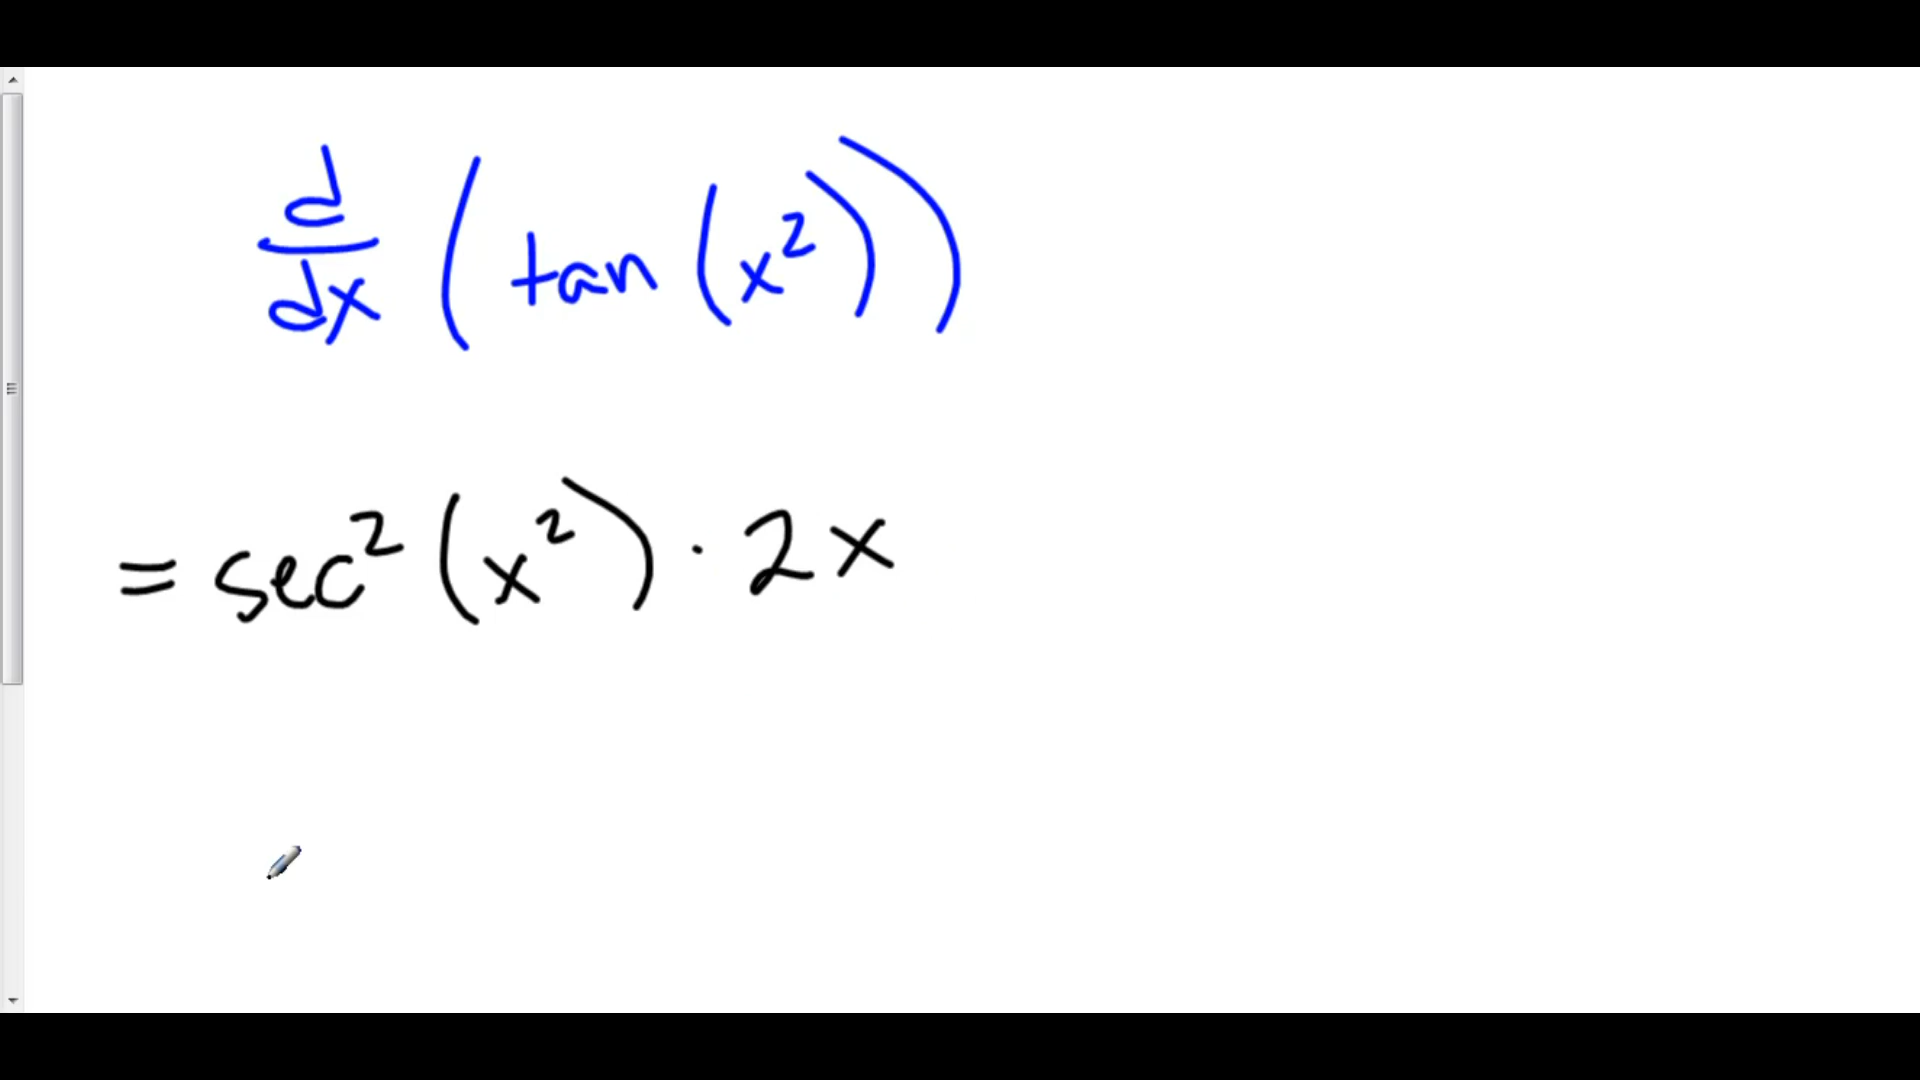 d/dx (tan(x²))
= sec²(x²) · 2x